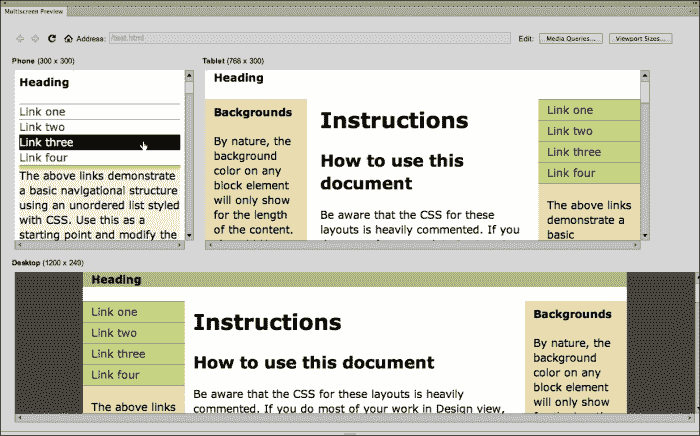 Multiscreen Preview
Address: /test.html
Edit: Media Queries... Viewport Sizes...
Phone (300 x 300)
Heading
Link one
Link two
Link three
Link four
The above links demonstrate
a basic navigational structure
using an unordered list styled
with CSS. Use this as a
starting point and modify the
Tablet (768 x 300)
Heading
Backgrounds
By nature, the
background
color on any
block element
will only show
for the length
of the content.
Instructions
How to use this
document
Be aware that the CSS for these
layouts is heavily commented. If you
Link one
Link two
Link three
Link four
The above links
demonstrate a
basic
Desktop (1200 x 249)
Heading
Link one
Link two
Link three
Link four
The above links
Instructions
How to use this document
Be aware that the CSS for these layouts is heavily
commented. If you do most of your work in Design view,
Backgrounds
By nature, the
background
color on any
block element
will only show